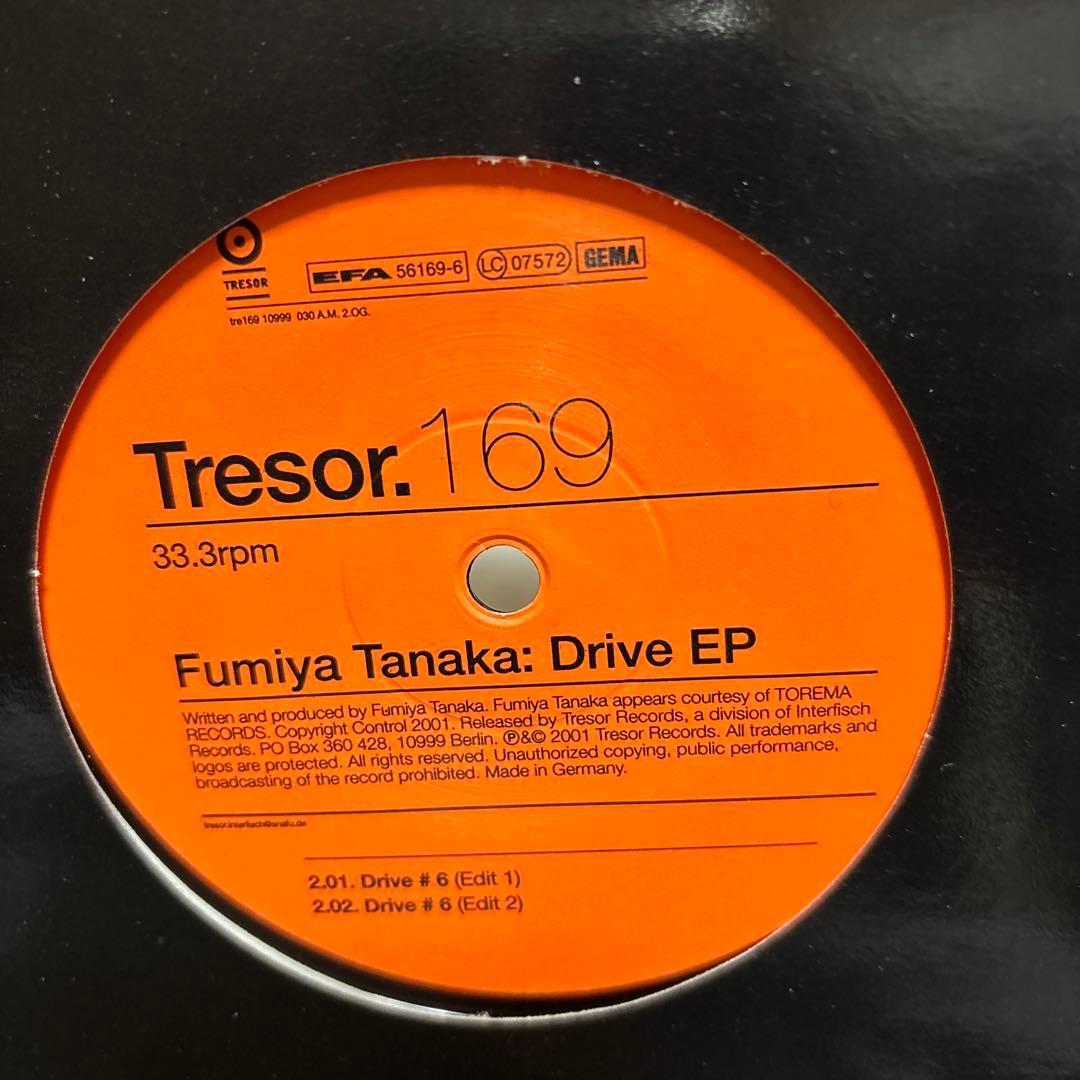 TRESOR
EFA 56169-6 LC 07572 GEMA
tre169 10999 030 A.M. 2.OG.
Tresor. 169
33.3rpm
Fumiya Tanaka: Drive EP
Written and produced by Fumiya Tanaka. Fumiya Tanaka appears courtesy of TOREMA
RECORDS. Copyright Control 2001. Released by Tresor Records, a division of Interfisch
Records. PO Box 360 428, 10999 Berlin. ℗&© 2001 Tresor Records. All trademarks and
logos are protected. All rights reserved. Unauthorized copying, public performance,
broadcasting of the record prohibited. Made in Germany.
tresor.interfisch@snafu.de
2.01. Drive # 6 (Edit 1)
2.02. Drive # 6 (Edit 2)